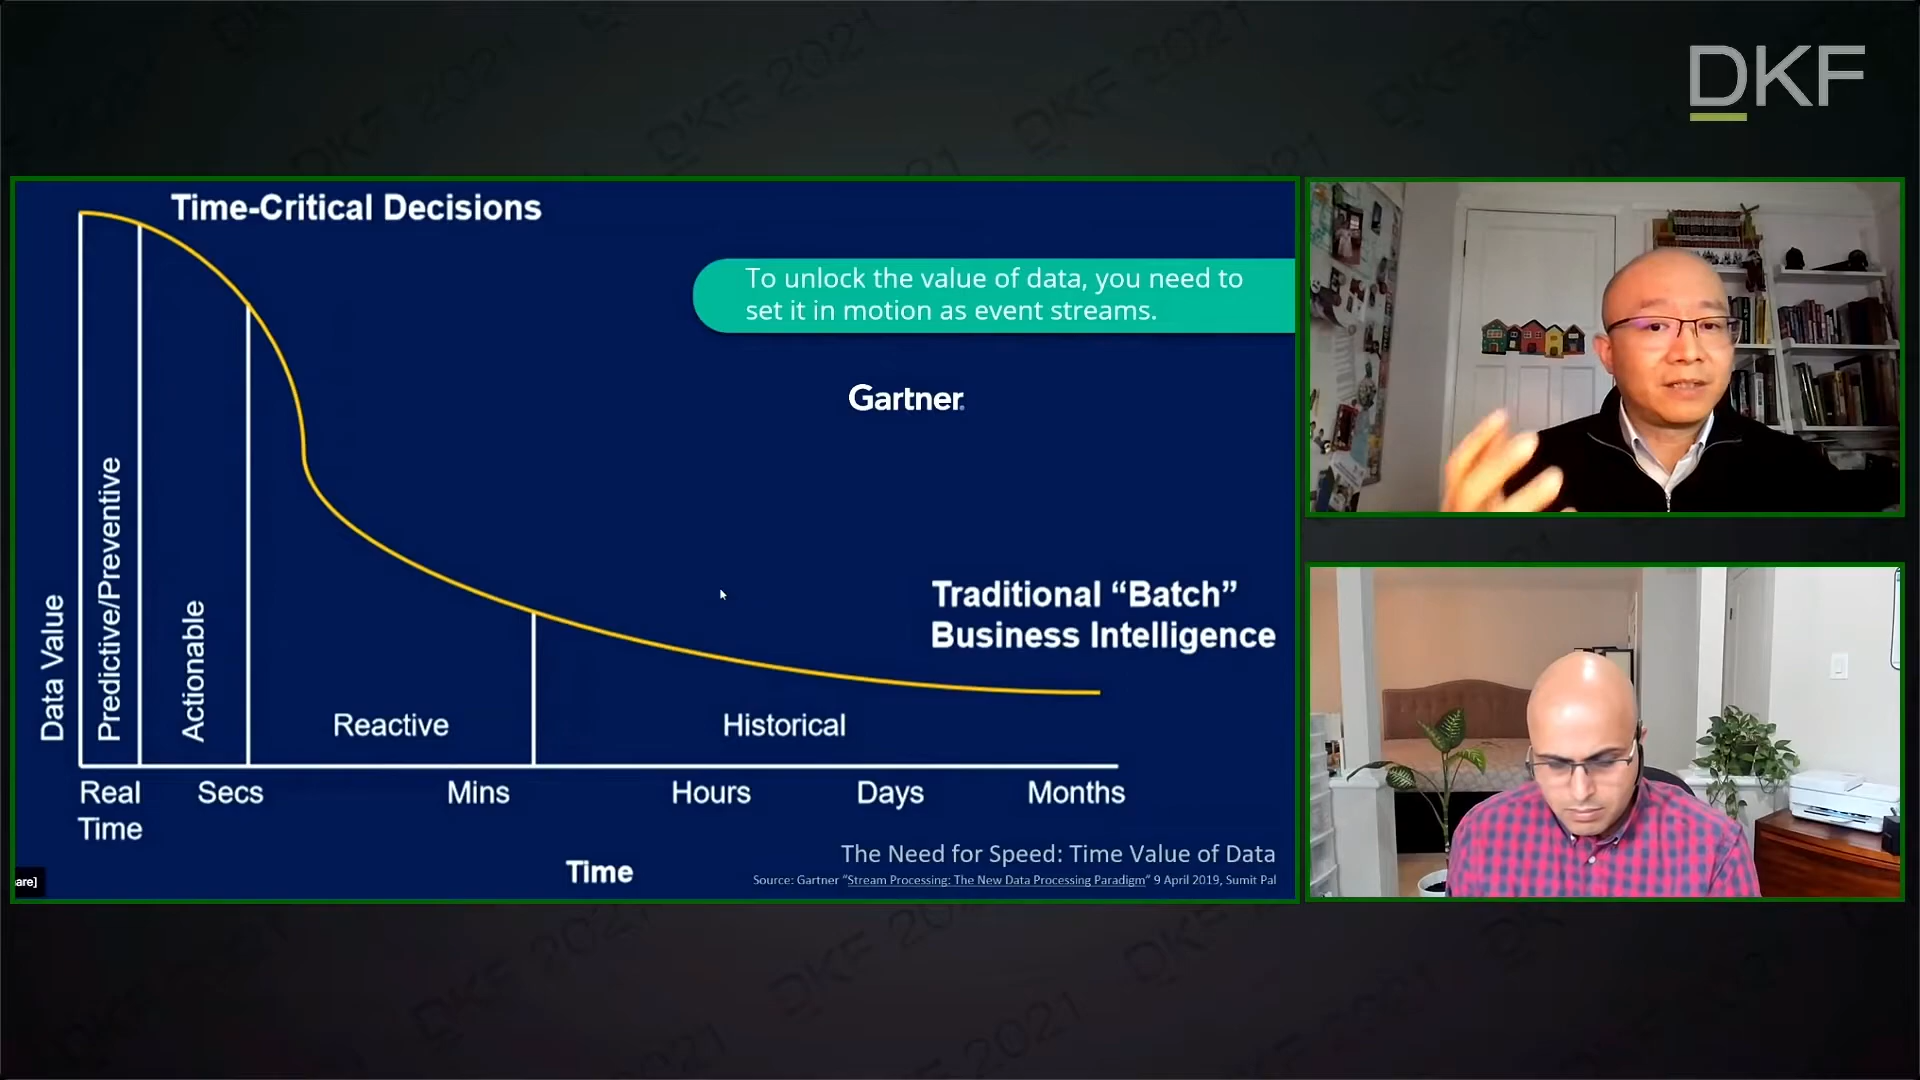 DKF
Time-Critical Decisions
To unlock the value of data, you need to
set it in motion as event streams.
Gartner
Traditional “Batch”
Business Intelligence
Data Value
Predictive/Preventive
Actionable
Reactive
Historical
Real
Time
Secs
Mins
Hours
Days
Months
Time
The Need for Speed: Time Value of Data
Source: Gartner “Stream Processing: The New Data Processing Paradigm” 9 April 2019, Sumit Pal
are]
DKF 2021